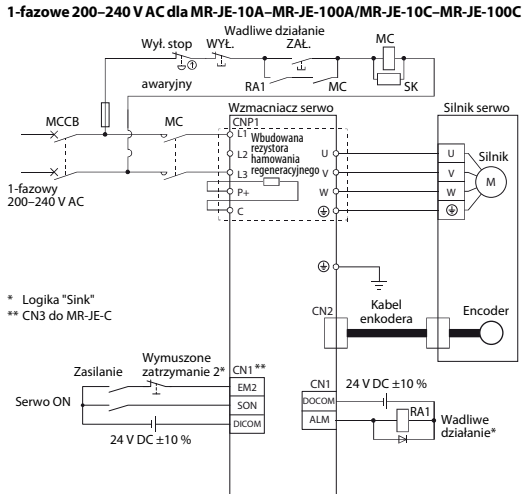 1-fazowe 200–240 V AC dla MR-JE-10A–MR-JE-100A/MR-JE-10C–MR-JE-100C
Wadliwe działanie
Wył. stop
WYŁ.
ZAŁ.
MC
1
awaryjny
RA1
MC
SK
MCCB
MC
Wzmacniacz serwo
Silnik serwo
CNP1
L1
Wbudowana
rezystora
hamowania
regeneracyjnego
L2
L3
P+
C
U
V
W
U
V
W
Silnik
M
1-fazowy
200–240 V AC
* Logika "Sink"
** CN3 do MR-JE-C
CN2
Kabel
enkodera
Encoder
Zasilanie
Wymuszone
zatrzymanie 2*
CN1**
EM2
SON
DICOM
Serwo ON
24 V DC ±10 %
CN1
24 V DC ±10 %
DOCOM
ALM
RA1
Wadliwe
działanie*